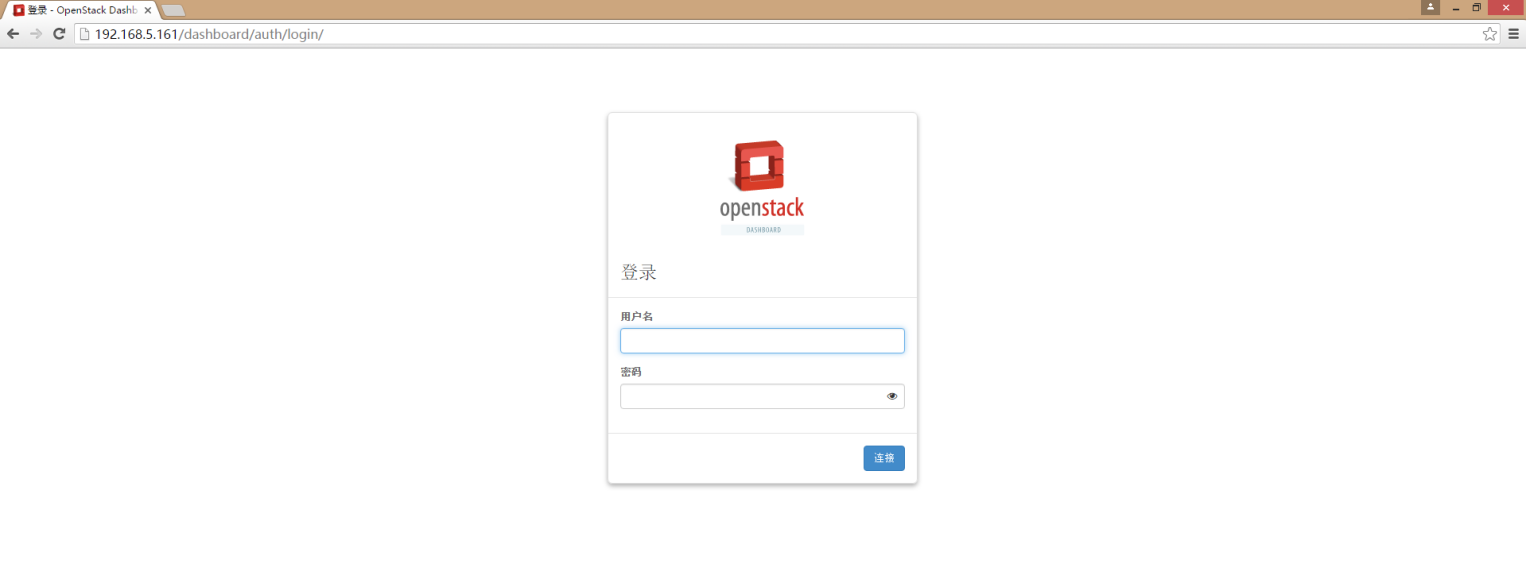 登录 - OpenStack Dashb
192.168.5.161/dashboard/auth/login/
openstack
DASHBOARD
登录
用户名
密码
连接